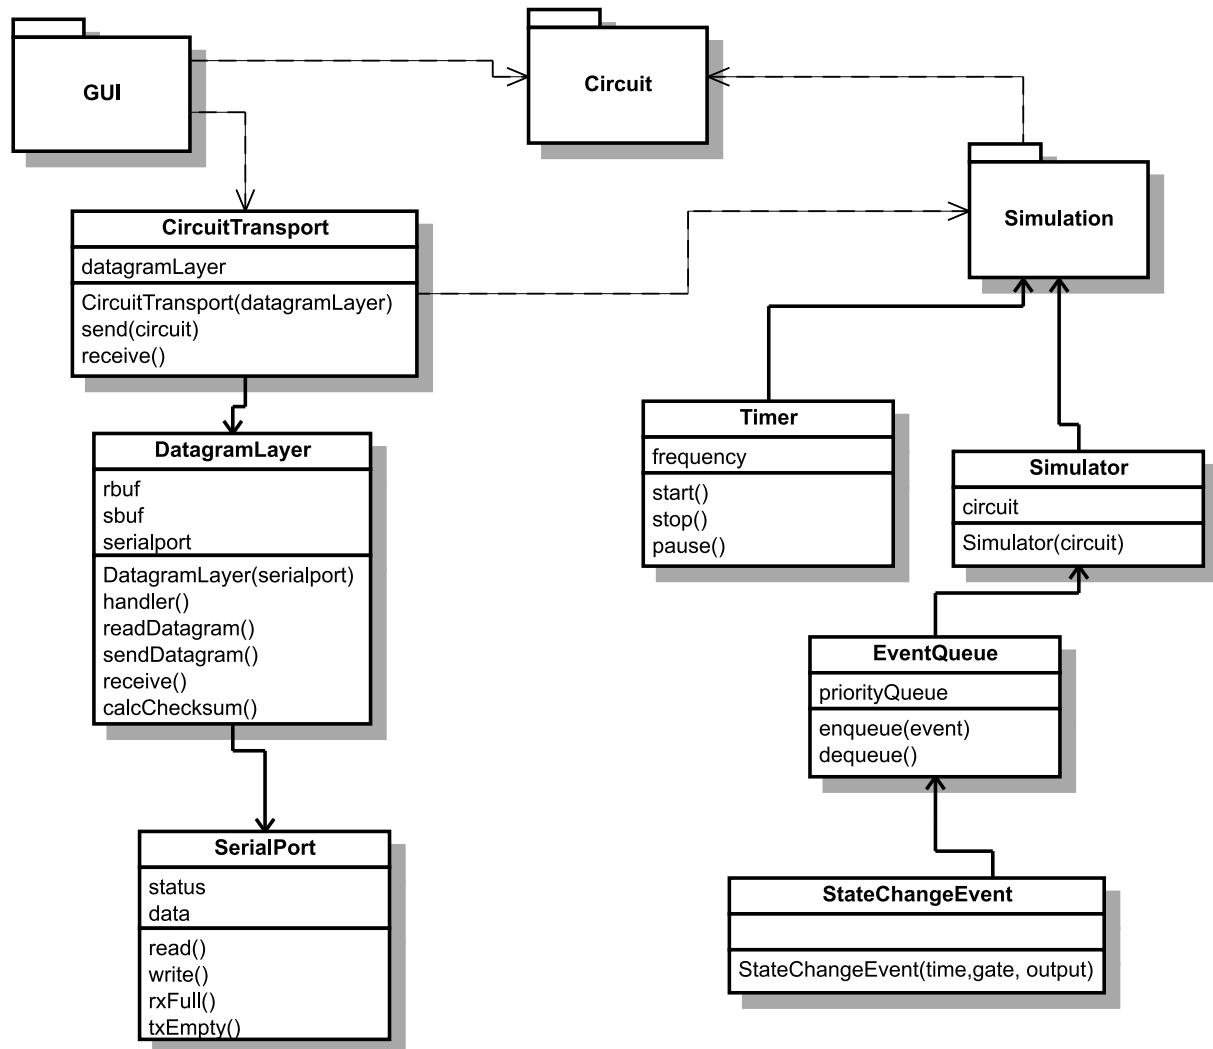 GUI
Circuit
Simulation
CircuitTransport
datagramLayer
CircuitTransport(datagramLayer)
send(circuit)
receive()
DatagramLayer
rbuf
sbuf
serialport
DatagramLayer(serialport)
handler()
readDatagram()
sendDatagram()
receive()
calcChecksum()
SerialPort
status
data
read()
write()
rxFull()
txEmpty()
Timer
frequency
start()
stop()
pause()
Simulator
circuit
Simulator(circuit)
EventQueue
priorityQueue
enqueue(event)
dequeue()
StateChangeEvent
StateChangeEvent(time,gate, output)